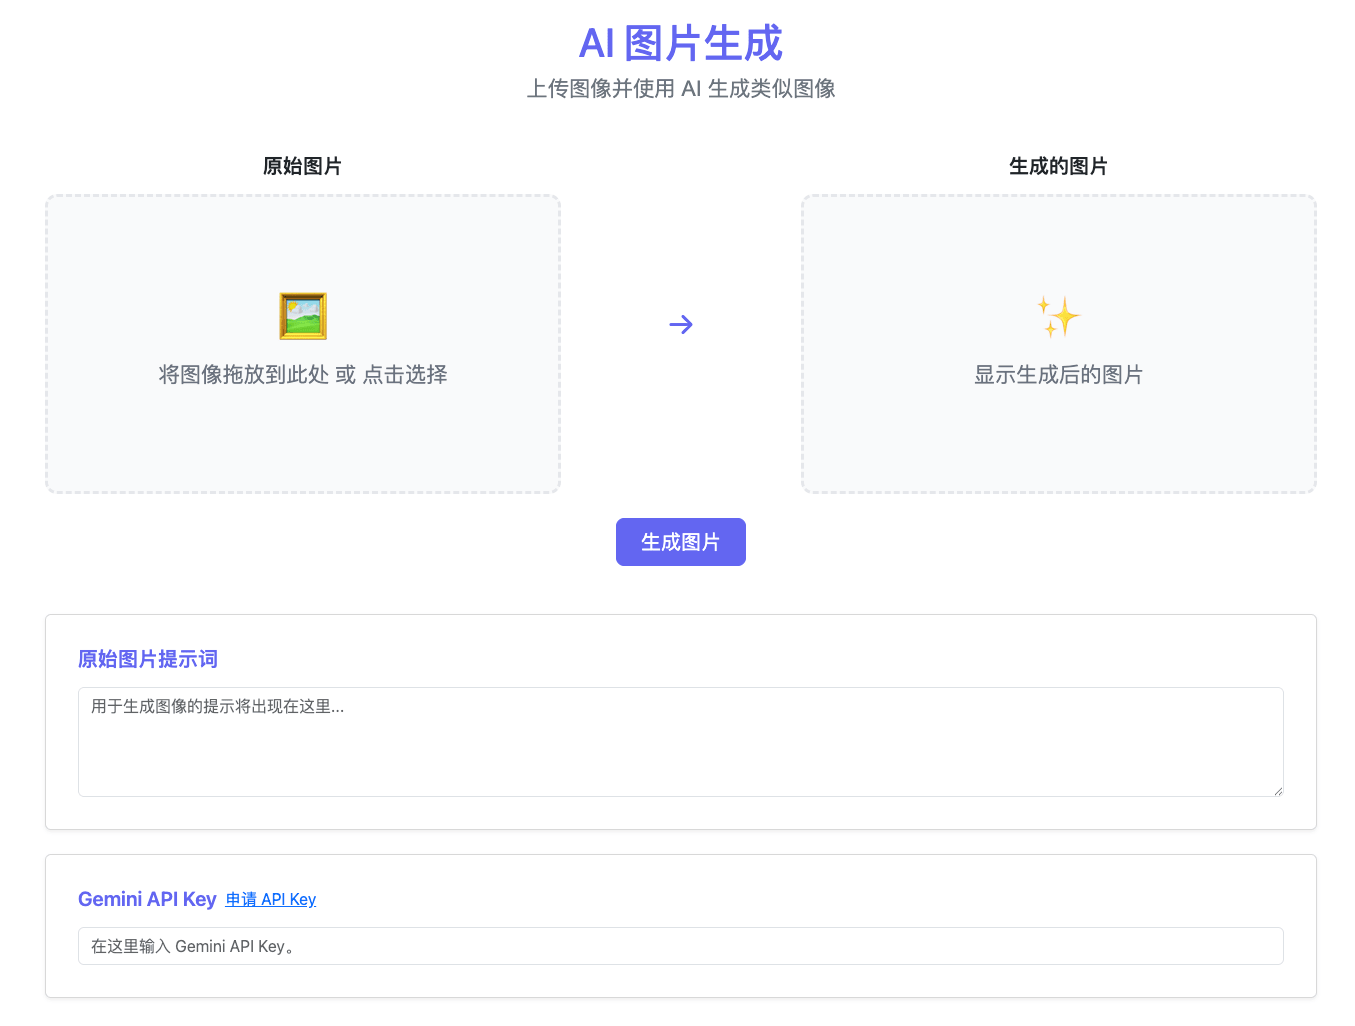 AI 图片生成
上传图像并使用 AI 生成类似图像
原始图片
将图像拖放到此处 或 点击选择
生成的图片
显示生成后的图片
生成图片
原始图片提示词
用于生成图像的提示将出现在这里...
Gemini API Key 申请 API Key
在这里输入 Gemini API Key。